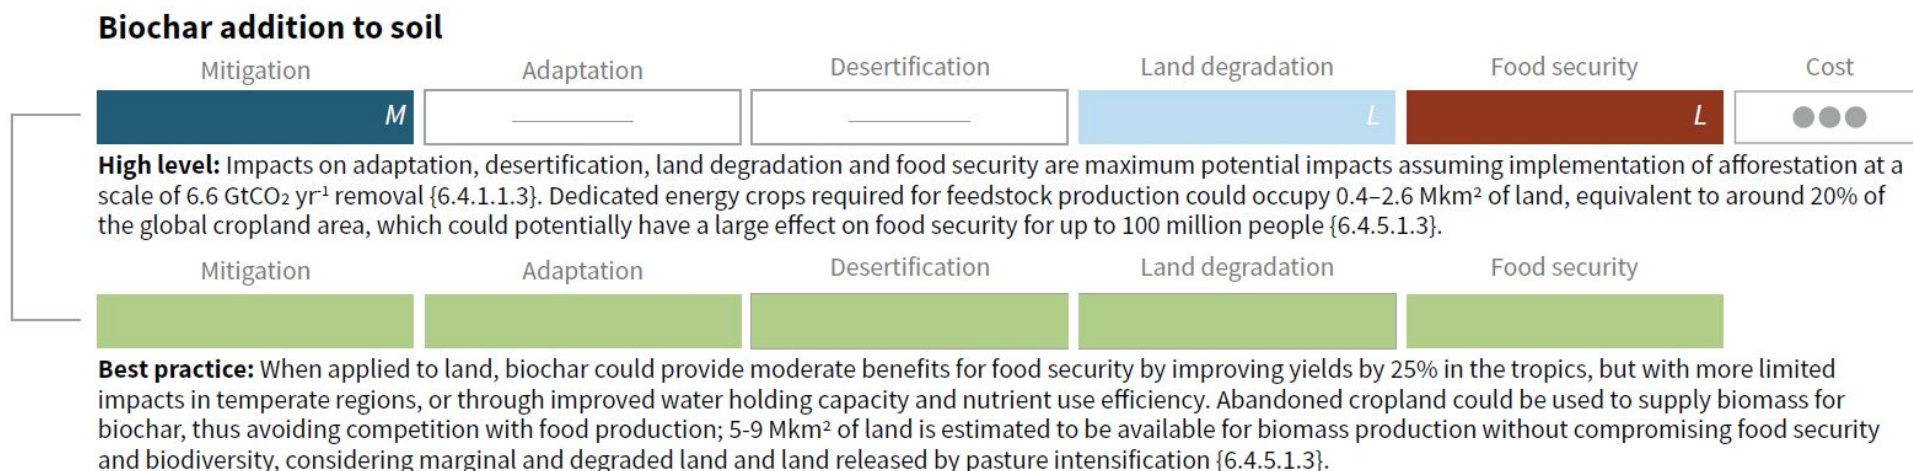 Biochar addition to soil
Mitigation Adaptation Desertification Land degradation Food security Cost
M L L
High level: Impacts on adaptation, desertification, land degradation and food security are maximum potential impacts assuming implementation of afforestation at a
scale of 6.6 GtCO₂ yr⁻¹ removal {6.4.1.1.3}. Dedicated energy crops required for feedstock production could occupy 0.4–2.6 Mkm² of land, equivalent to around 20% of
the global cropland area, which could potentially have a large effect on food security for up to 100 million people {6.4.5.1.3}.
Mitigation Adaptation Desertification Land degradation Food security
Best practice: When applied to land, biochar could provide moderate benefits for food security by improving yields by 25% in the tropics, but with more limited
impacts in temperate regions, or through improved water holding capacity and nutrient use efficiency. Abandoned cropland could be used to supply biomass for
biochar, thus avoiding competition with food production; 5-9 Mkm² of land is estimated to be available for biomass production without compromising food security
and biodiversity, considering marginal and degraded land and land released by pasture intensification {6.4.5.1.3}.